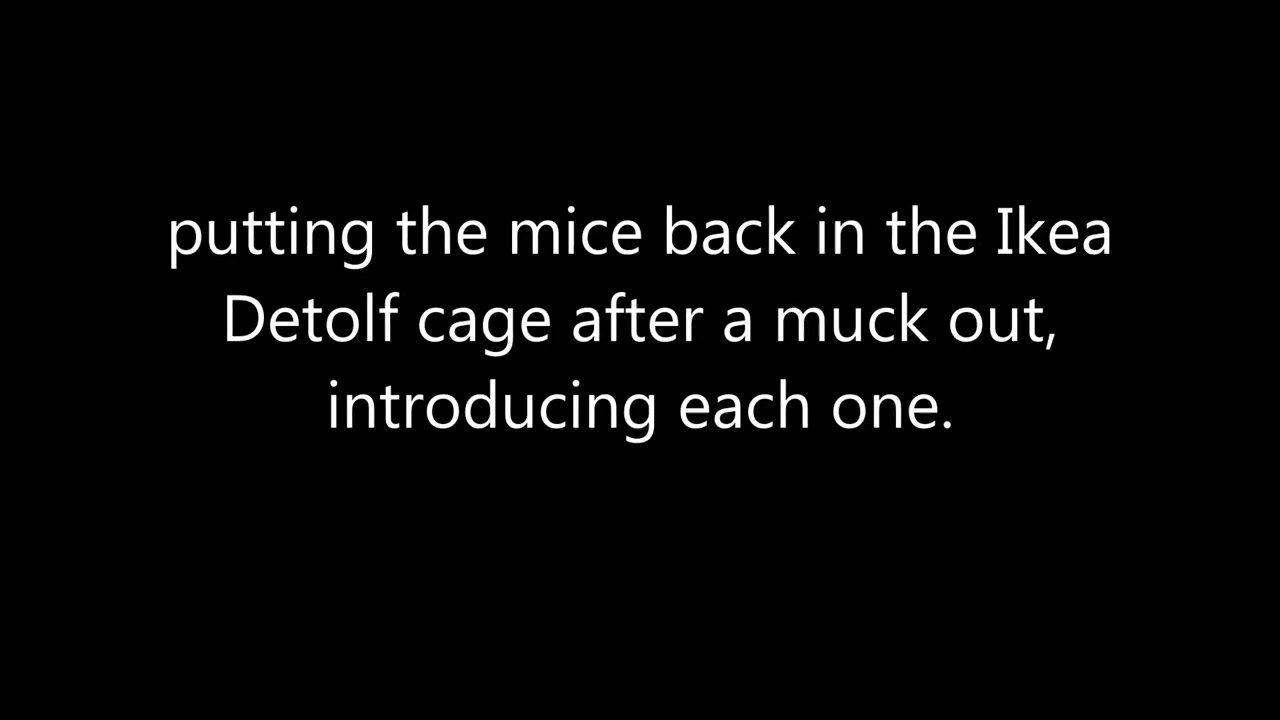 putting the mice back in the Ikea
Detolf cage after a muck out,
introducing each one.